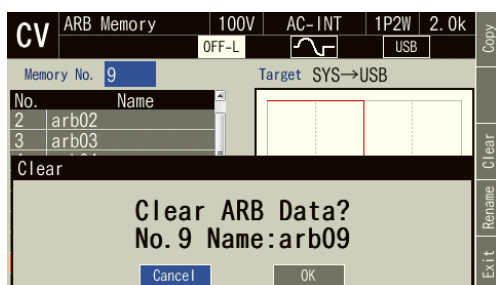 CV ARB Memory 100V AC-INT 1P2W 2.0k
OFF-L USB
Memory No. 9 Target SYS→USB
No. Name
2 arb02
3 arb03
Clear
Clear ARB Data?
No.9 Name:arb09
Cancel OK
Copy
Clear
Rename
Exit